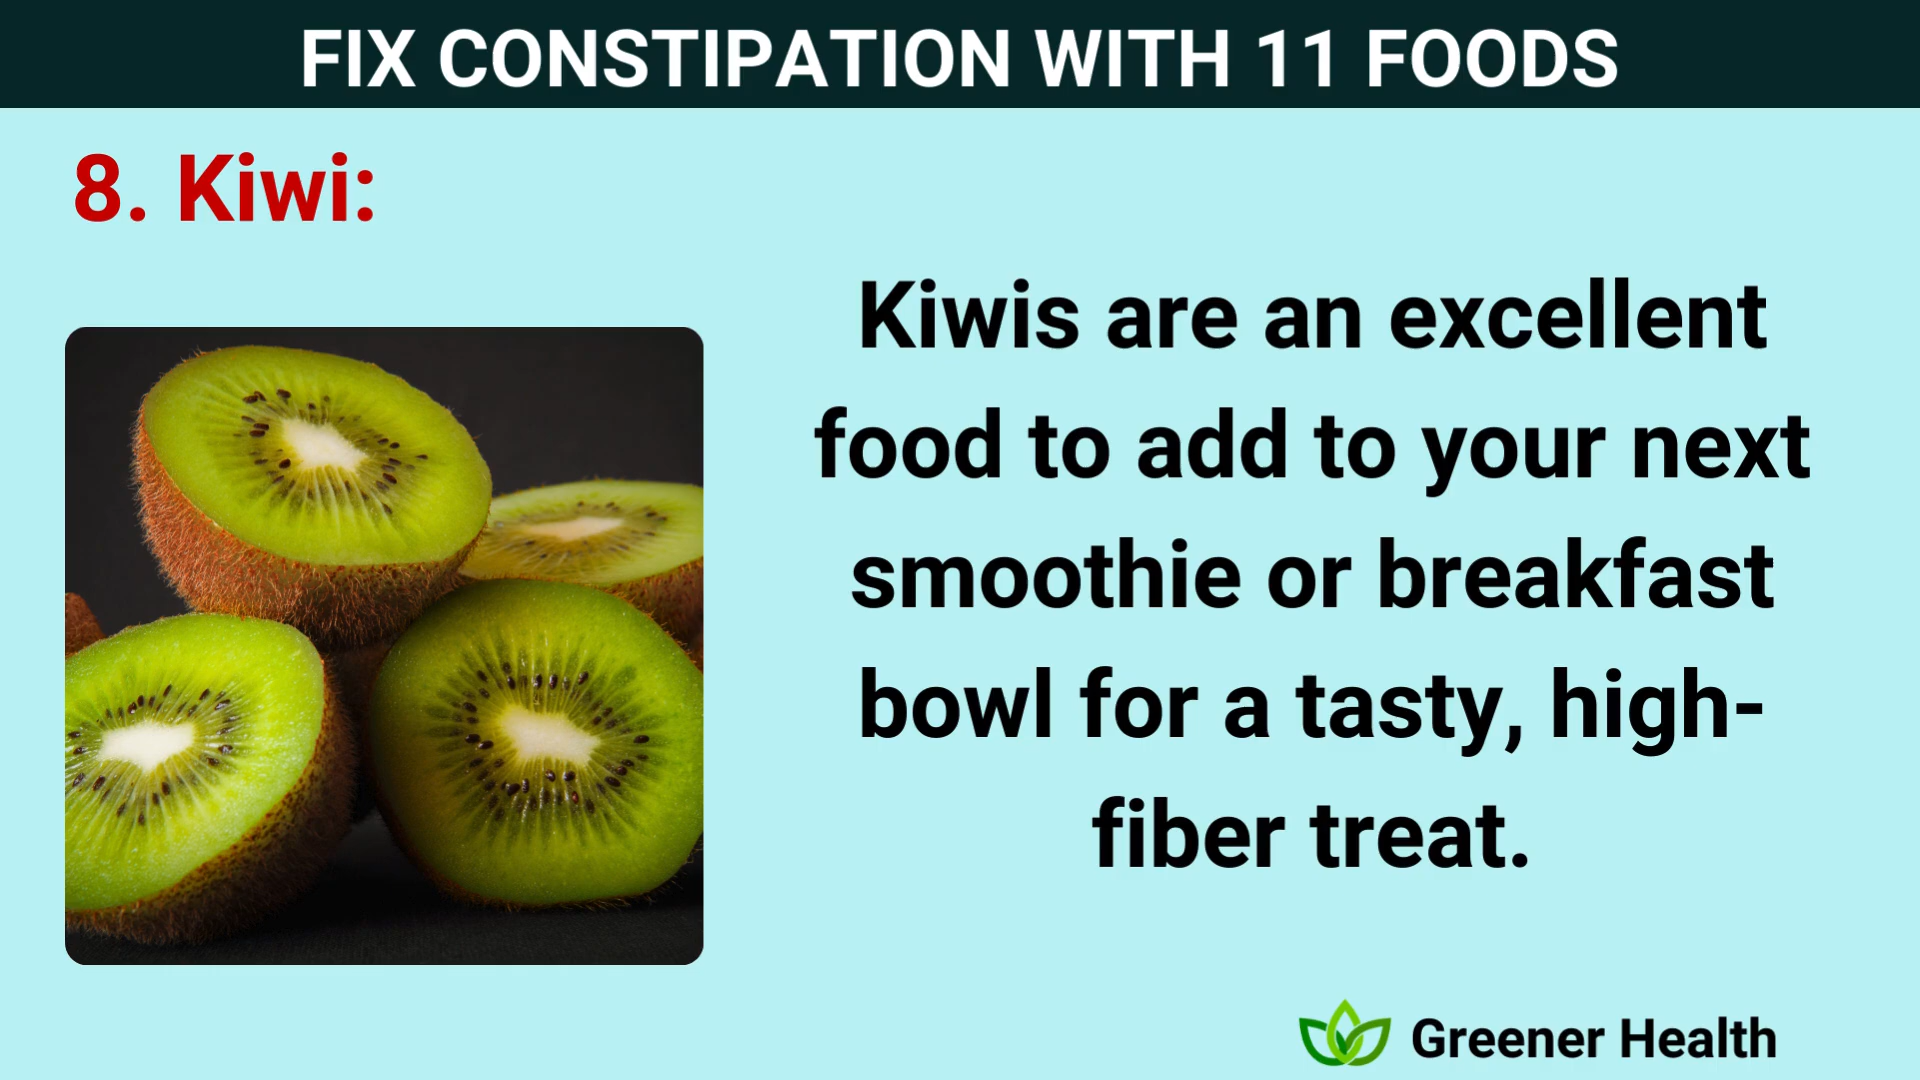 FIX CONSTIPATION WITH 11 FOODS
8. Kiwi:
Kiwis are an excellent
food to add to your next
smoothie or breakfast
bowl for a tasty, high-
fiber treat.
Greener Health